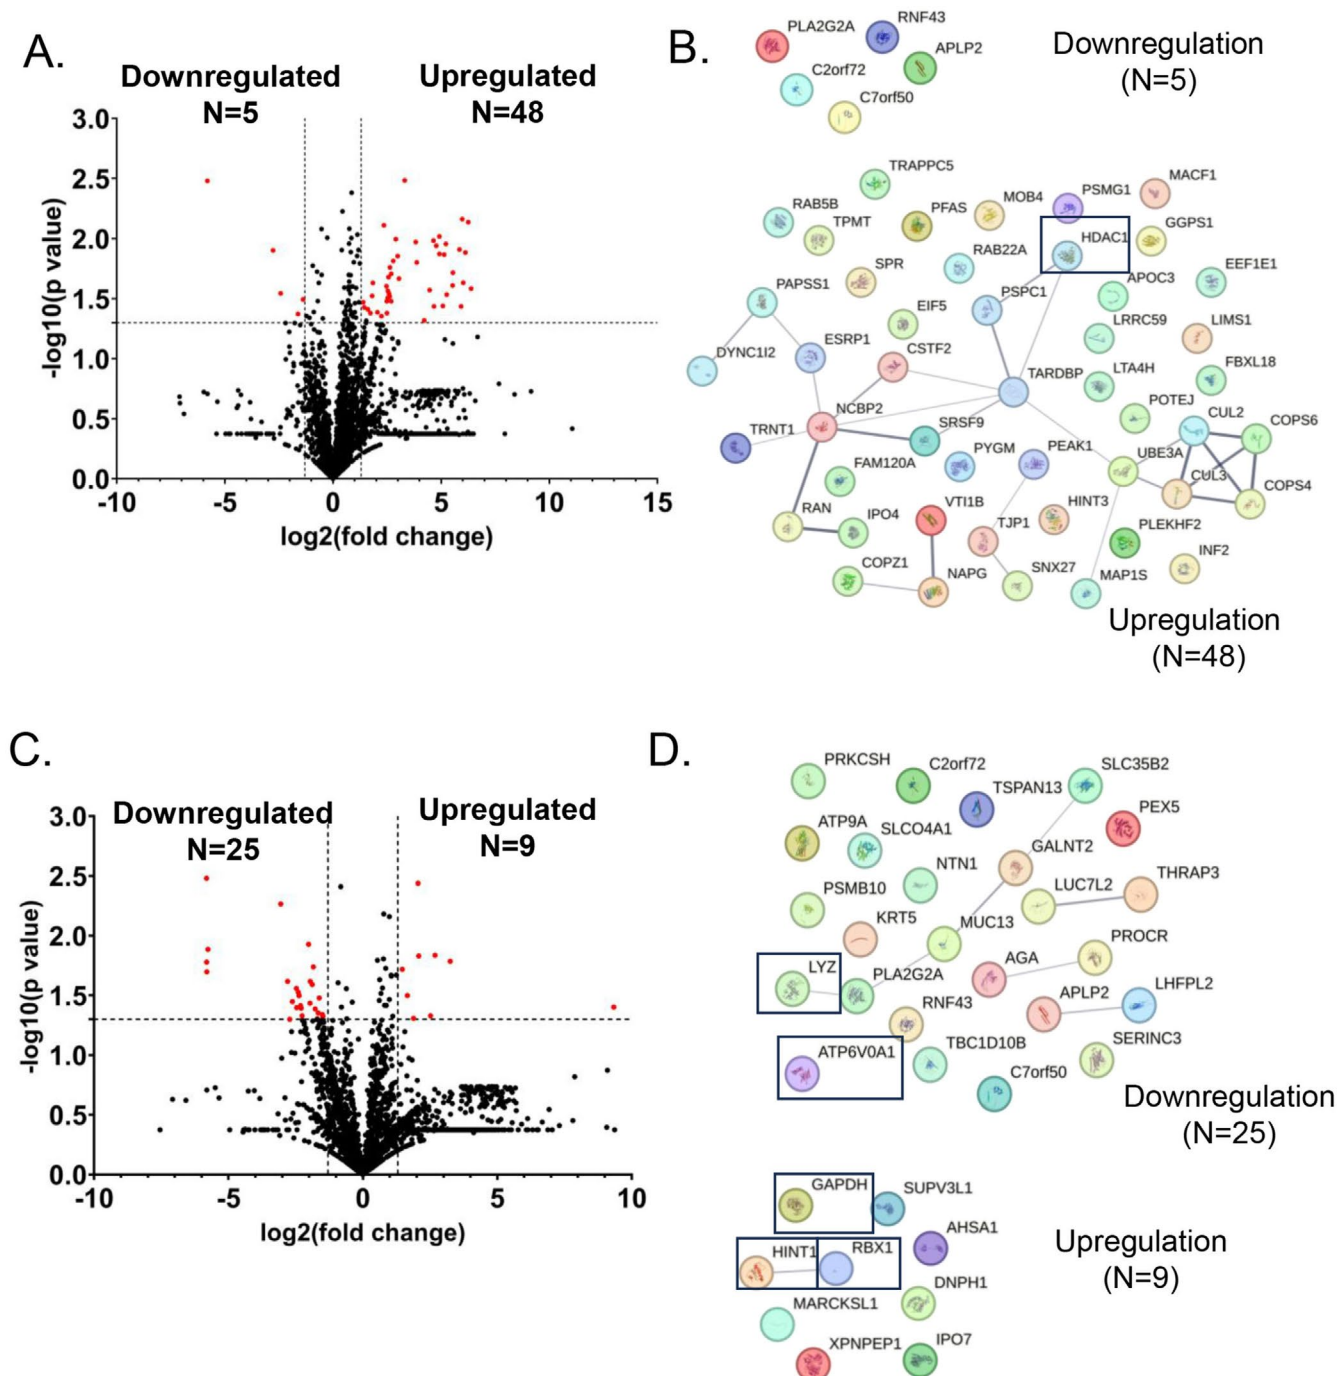 A.
Downregulated
N=5
Upregulated
N=48
3.0
2.5
2.0
1.5
1.0
0.5
0.0
-log10(p value)
-10
-5
0
5
10
15
log2(fold change)
B.
Downregulation
(N=5)
PLA2G2A
RNF43
APLP2
C2orf72
C7orf50
TRAPPC5
MACF1
PSMG1
MOB4
RAB5B
PFAS
TPMT
HDAC1
GGPS1
RAB22A
SPR
EEF1E1
PAPSS1
APOC3
PSPC1
EIF5
LRRC59
LIMS1
ESRP1
CSTF2
DYNC1I2
FBXL18
TARDBP
LTA4H
POTEJ
NCBP2
CUL2
COPS6
TRNT1
SRSF9
PYGM
PEAK1
UBE3A
FAM120A
CUL3
COPS4
VTI1B
HINT3
RAN
IPO4
TJP1
PLEKHF2
INF2
COPZ1
NAPG
SNX27
MAP1S
Upregulation
(N=48)
C.
Downregulated
N=25
Upregulated
N=9
3.0
2.5
2.0
1.5
1.0
0.5
0.0
-log10(p value)
-10
-5
0
5
10
log2(fold change)
D.
PRKCSH
C2orf72
SLC35B2
TSPAN13
PEX5
ATP9A
SLCO4A1
GALNT2
NTN1
THRAP3
PSMB10
LUC7L2
KRT5
MUC13
PROCR
AGA
LYZ
PLA2G2A
LHFPL2
APLP2
RNF43
SERINC3
TBC1D10B
ATP6V0A1
C7orf50
Downregulation
(N=25)
GAPDH
SUPV3L1
AHSA1
HINT1
RBX1
Upregulation
(N=9)
DNPH1
MARCKSL1
XPNPEP1
IPO7